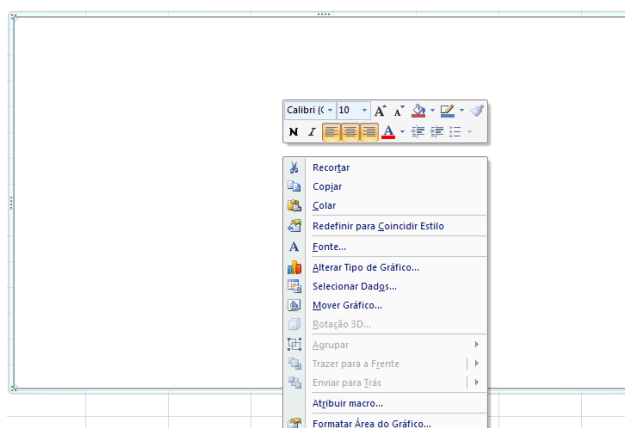 Calibri (C 10 A A
N I A
Recortar
Copiar
Colar
Redefinir para Coincidir Estilo
A Fonte...
Alterar Tipo de Gráfico...
Selecionar Dados...
Mover Gráfico...
Rotação 3D...
Agrupar
Trazer para a Frente
Enviar para Trás
Atribuir macro...
Formatar Área do Gráfico...